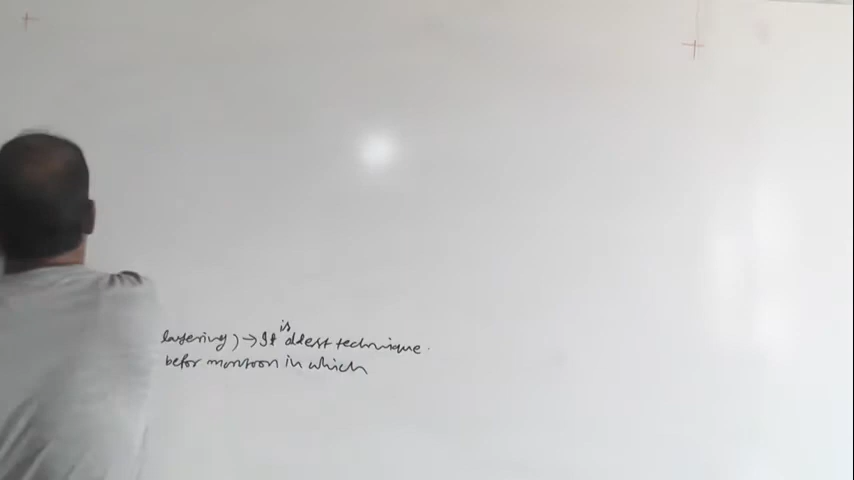 layering) → It is oldest technique.
befor monsoon in which